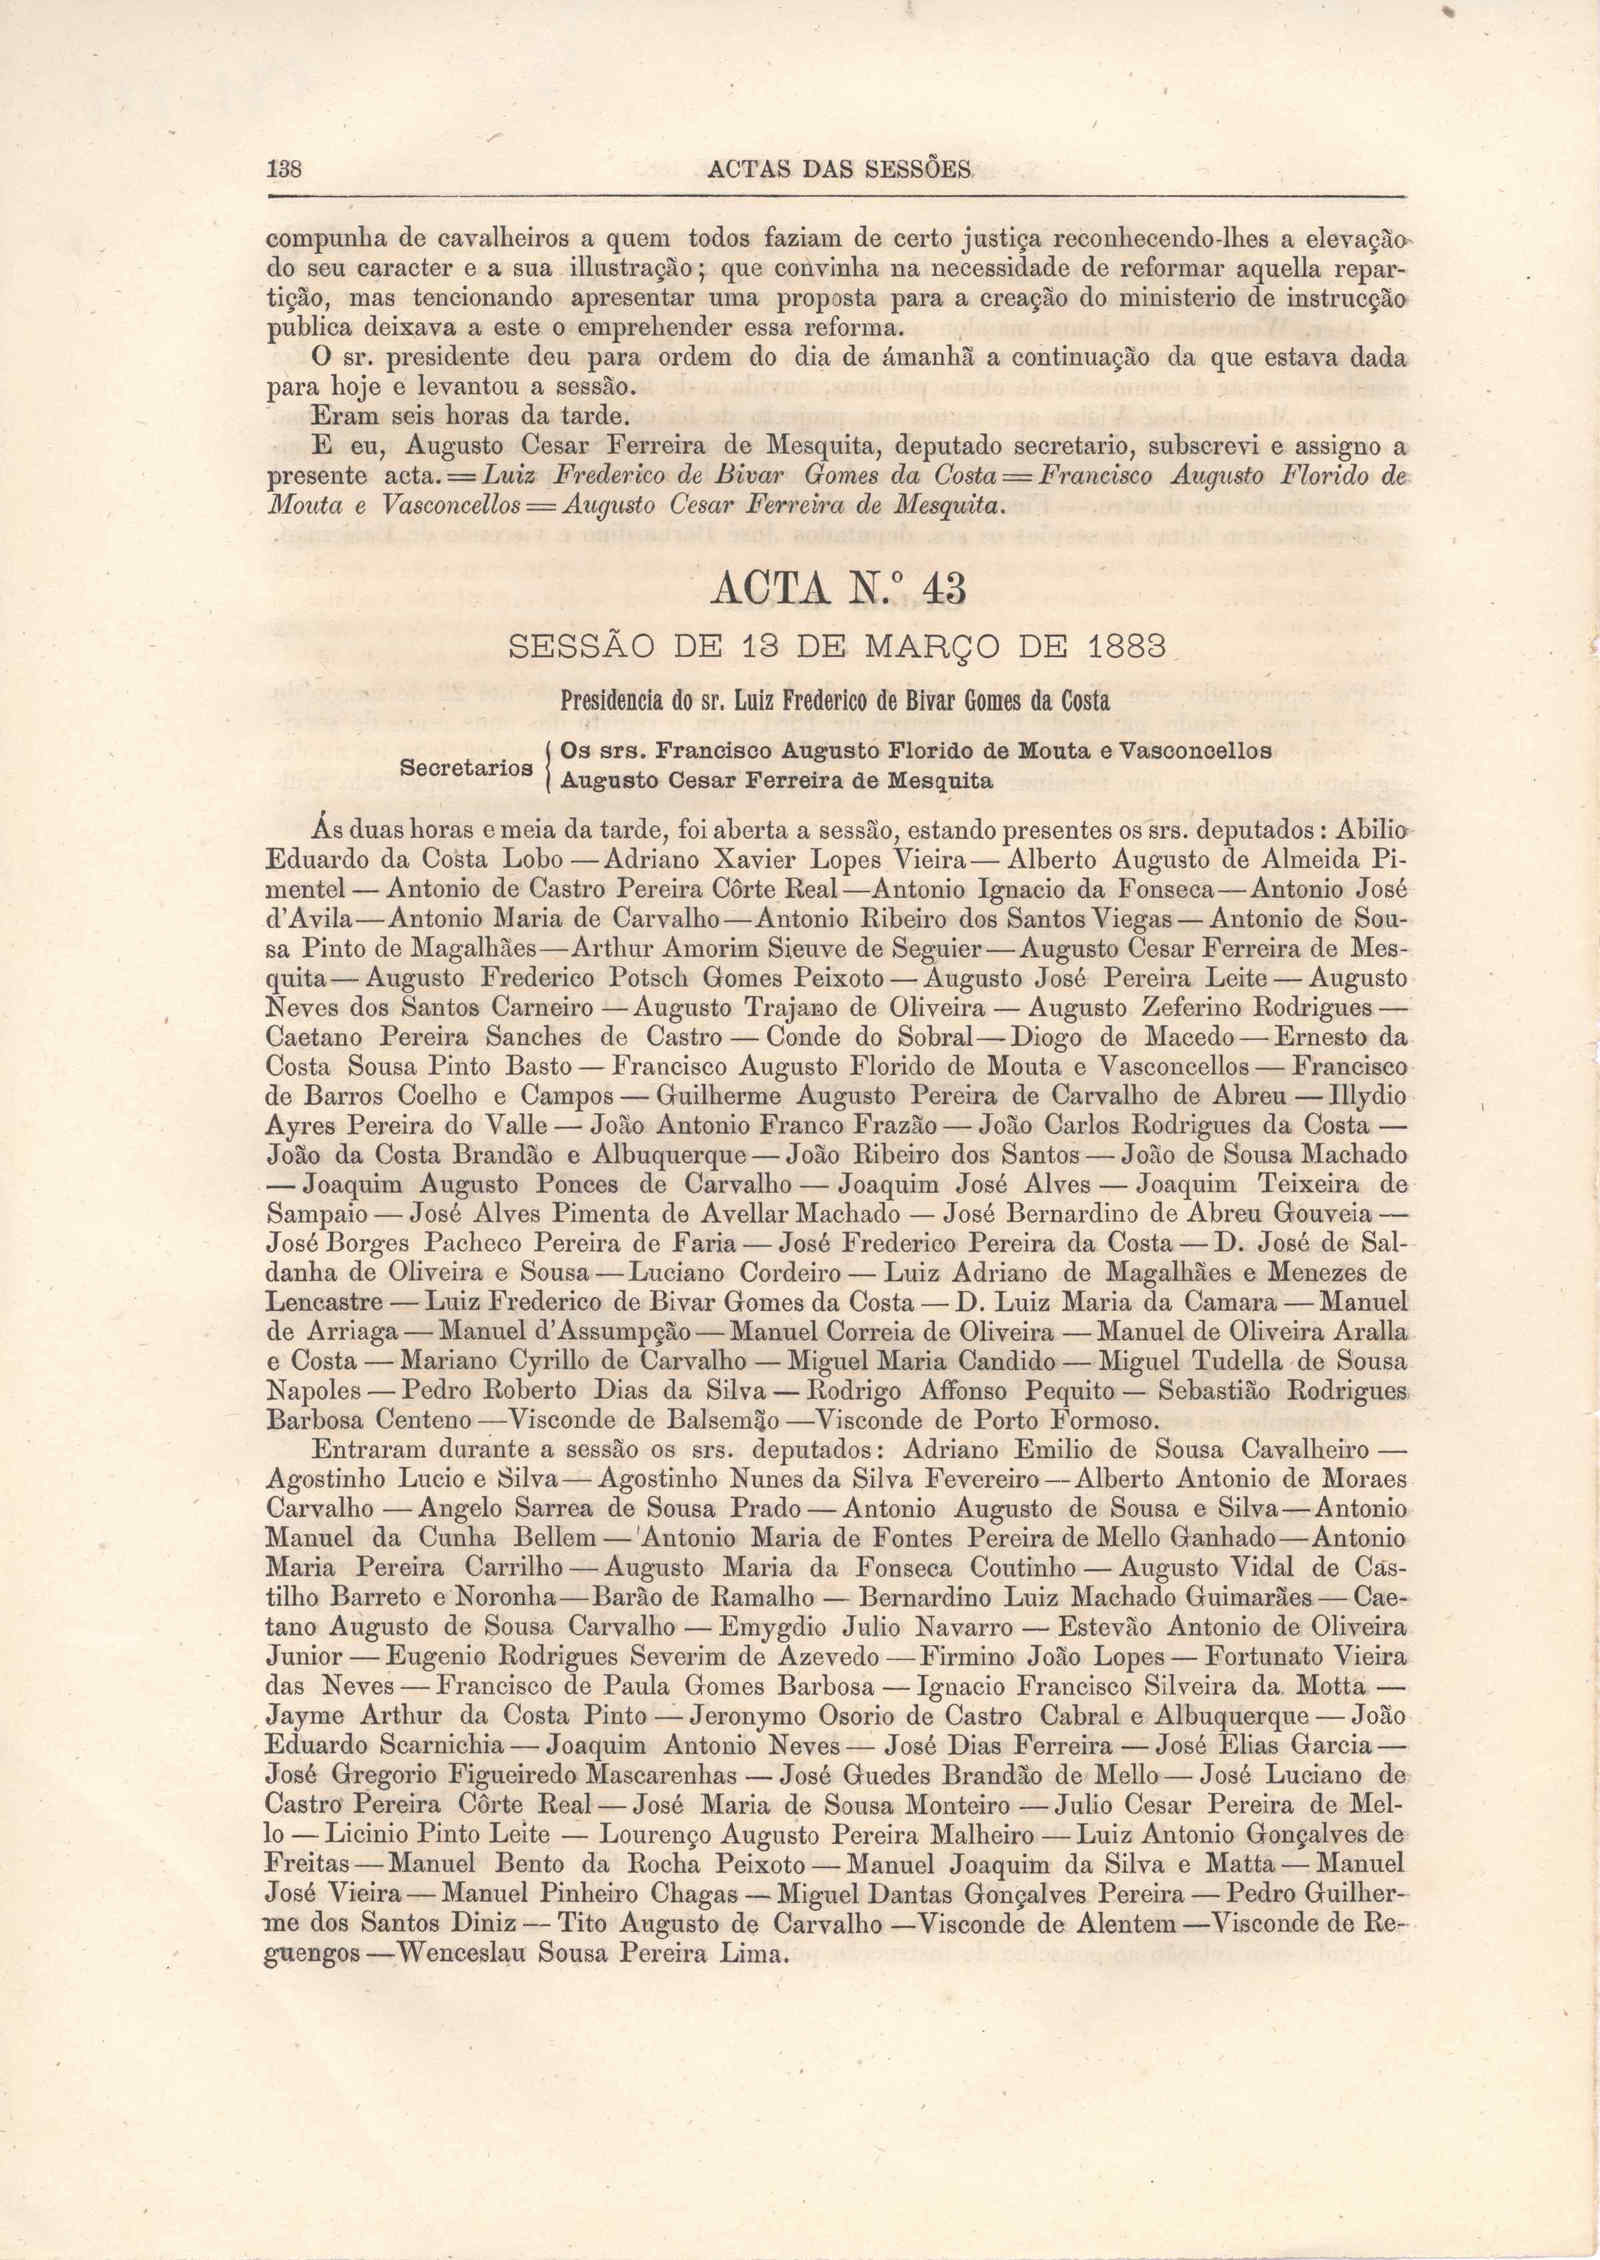 138 ACTAS DAS SESSÕES
compunha de cavalheiros a quem todos faziam de certo justiça reconhecendo-lhes a elevação
do seu caracter e a sua illustração; que convinha na necessidade de reformar aquella repar-
tição, mas tencionando apresentar uma proposta para a creação do ministerio de instrucção
publica deixava a este o emprehender essa reforma.
O sr. presidente deu para ordem do dia de ámanhã a continuação da que estava dada
para hoje e levantou a sessão.
Eram seis horas da tarde.
E eu, Augusto Cesar Ferreira de Mesquita, deputado secretario, subscrevi e assigno a
presente acta.=Luiz Frederico de Bivar Gomes da Costa=Francisco Augusto Florido de
Mouta e Vasconcellos=Augusto Cesar Ferreira de Mesquita.
ACTA N.º 43
SESSÃO DE 13 DE MARÇO DE 1883
Presidencia do sr. Luiz Frederico de Bivar Gomes da Costa
Secretarios { Os srs. Francisco Augusto Florido de Mouta e Vasconcellos
Augusto Cesar Ferreira de Mesquita
Ás duas horas e meia da tarde, foi aberta a sessão, estando presentes os srs. deputados: Abilio
Eduardo da Costa Lobo — Adriano Xavier Lopes Vieira — Alberto Augusto de Almeida Pi-
mentel — Antonio de Castro Pereira Côrte Real — Antonio Ignacio da Fonseca — Antonio José
d'Avila — Antonio Maria de Carvalho — Antonio Ribeiro dos Santos Viegas — Antonio de Sou-
sa Pinto de Magalhães — Arthur Amorim Sieuve de Seguier — Augusto Cesar Ferreira de Mes-
quita — Augusto Frederico Potsch Gomes Peixoto — Augusto José Pereira Leite — Augusto
Neves dos Santos Carneiro — Augusto Trajano de Oliveira — Augusto Zeferino Rodrigues —
Caetano Pereira Sanches de Castro — Conde do Sobral — Diogo de Macedo — Ernesto da
Costa Sousa Pinto Basto — Francisco Augusto Florido de Mouta e Vasconcellos — Francisco
de Barros Coelho e Campos — Guilherme Augusto Pereira de Carvalho de Abreu — Illydio
Ayres Pereira do Valle — João Antonio Franco Frazão — João Carlos Rodrigues da Costa —
João da Costa Brandão e Albuquerque — João Ribeiro dos Santos — João de Sousa Machado
— Joaquim Augusto Ponces de Carvalho — Joaquim José Alves — Joaquim Teixeira de
Sampaio — José Alves Pimenta de Avellar Machado — José Bernardino de Abreu Gouveia —
José Borges Pacheco Pereira de Faria — José Frederico Pereira da Costa — D. José de Sal-
danha de Oliveira e Sousa — Luciano Cordeiro — Luiz Adriano de Magalhães e Menezes de
Lencastre — Luiz Frederico de Bivar Gomes da Costa — D. Luiz Maria da Camara — Manuel
de Arriaga — Manuel d'Assumpção — Manuel Correia de Oliveira — Manuel de Oliveira Aralla
e Costa — Mariano Cyrillo de Carvalho — Miguel Maria Candido — Miguel Tudella de Sousa
Napoles — Pedro Roberto Dias da Silva — Rodrigo Affonso Pequito — Sebastião Rodrigues
Barbosa Centeno — Visconde de Balsemão — Visconde de Porto Formoso.
Entraram durante a sessão os srs. deputados: Adriano Emilio de Sousa Cavalheiro —
Agostinho Lucio e Silva — Agostinho Nunes da Silva Fevereiro — Alberto Antonio de Moraes
Carvalho — Angelo Sarrea de Sousa Prado — Antonio Augusto de Sousa e Silva — Antonio
Manuel da Cunha Bellem — Antonio Maria de Fontes Pereira de Mello Ganhado — Antonio
Maria Pereira Carrilho — Augusto Maria da Fonseca Coutinho — Augusto Vidal de Cas-
tilho Barreto e Noronha — Barão de Ramalho — Bernardino Luiz Machado Guimarães — Cae-
tano Augusto de Sousa Carvalho — Emygdio Julio Navarro — Estevão Antonio de Oliveira
Junior — Eugenio Rodrigues Severim de Azevedo — Firmino João Lopes — Fortunato Vieira
das Neves — Francisco de Paula Gomes Barbosa — Ignacio Francisco Silveira da Motta —
Jayme Arthur da Costa Pinto — Jeronymo Osorio de Castro Cabral e Albuquerque — João
Eduardo Scarnichia — Joaquim Antonio Neves — José Dias Ferreira — José Elias Garcia —
José Gregorio Figueiredo Mascarenhas — José Guedes Brandão de Mello — José Luciano de
Castro Pereira Côrte Real — José Maria de Sousa Monteiro — Julio Cesar Pereira de Mel-
lo — Licinio Pinto Leite — Lourenço Augusto Pereira Malheiro — Luiz Antonio Gonçalves de
Freitas — Manuel Bento da Rocha Peixoto — Manuel Joaquim da Silva e Matta — Manuel
José Vieira — Manuel Pinheiro Chagas — Miguel Dantas Gonçalves Pereira — Pedro Guilher-
me dos Santos Diniz — Tito Augusto de Carvalho — Visconde de Alentem — Visconde de Re-
guengos — Wenceslau Sousa Pereira Lima.